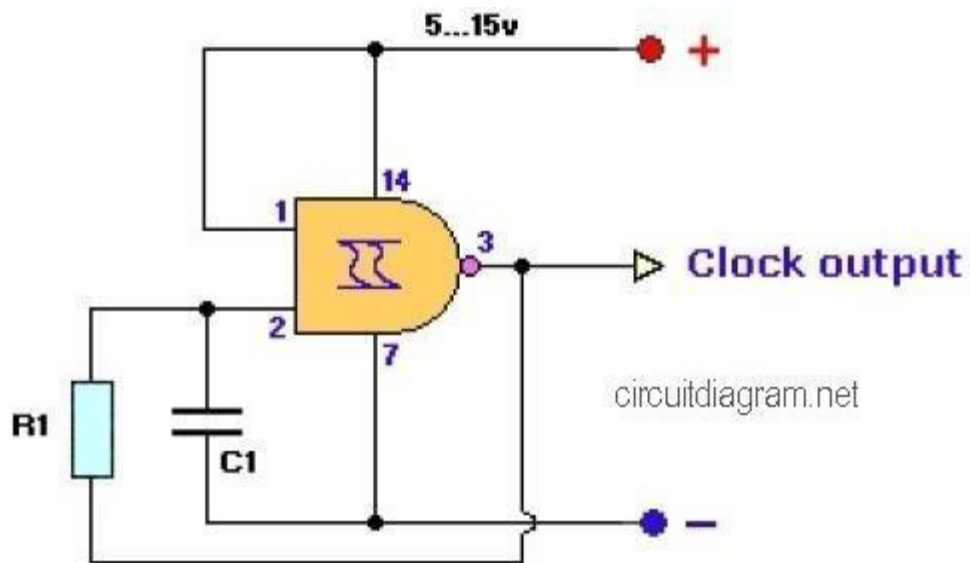 5...15v
+
14
1
3
Clock output
2
7
circuitdiagram.net
R1
C1
−